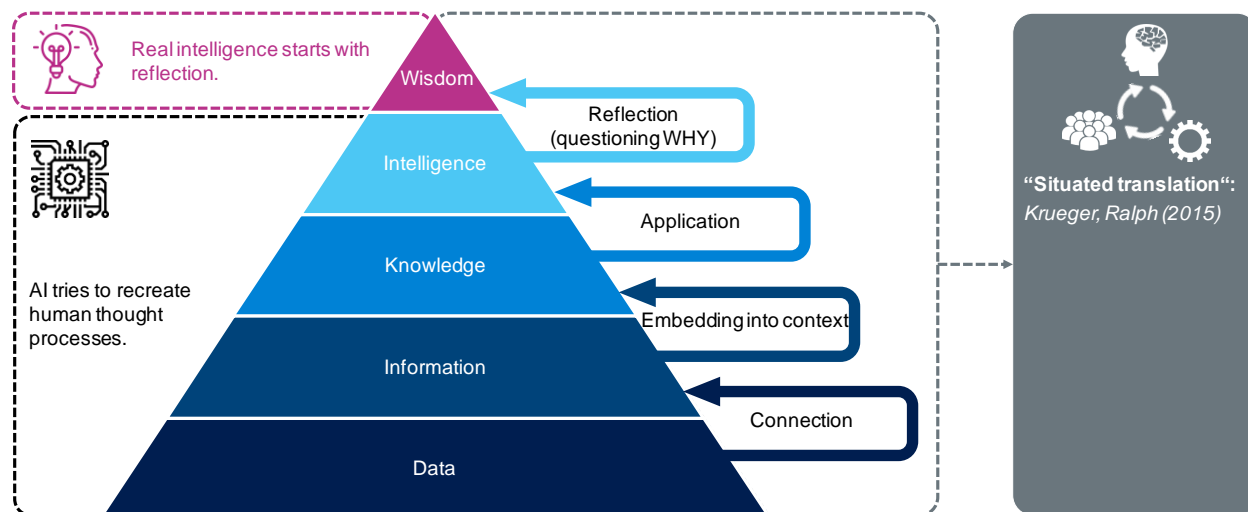 Real intelligence starts with
reflection.
Wisdom
Reflection
(questioning WHY)
Intelligence
Application
Knowledge
AI tries to recreate
human thought
processes.
Embedding into context
Information
Connection
Data
“Situated translation“:
Krueger, Ralph (2015)